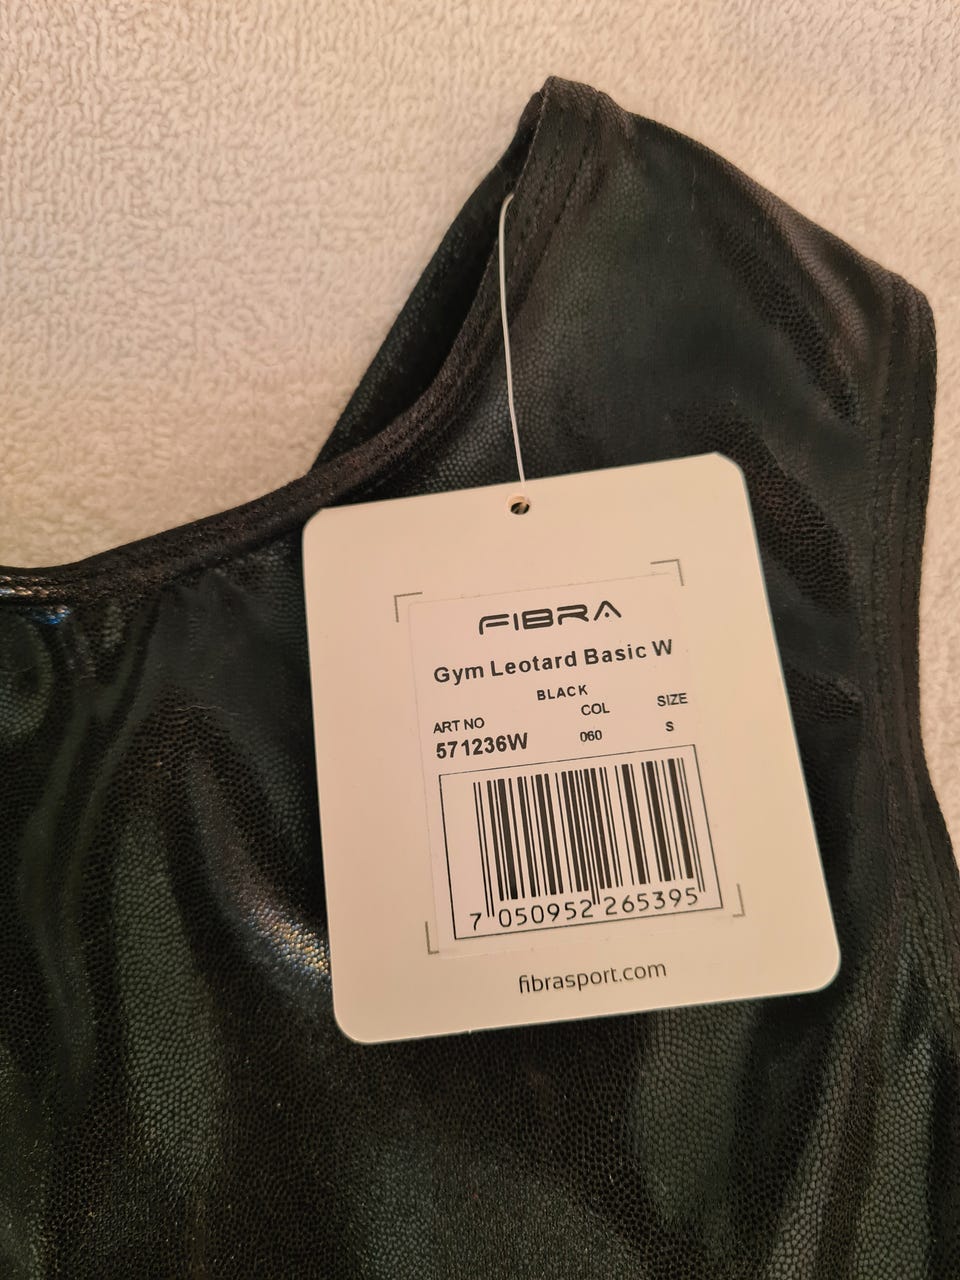 FIBRA
Gym Leotard Basic W
BLACK
ART NO COL SIZE
571236W 060 S
7 050952 265395
fibrasport.com